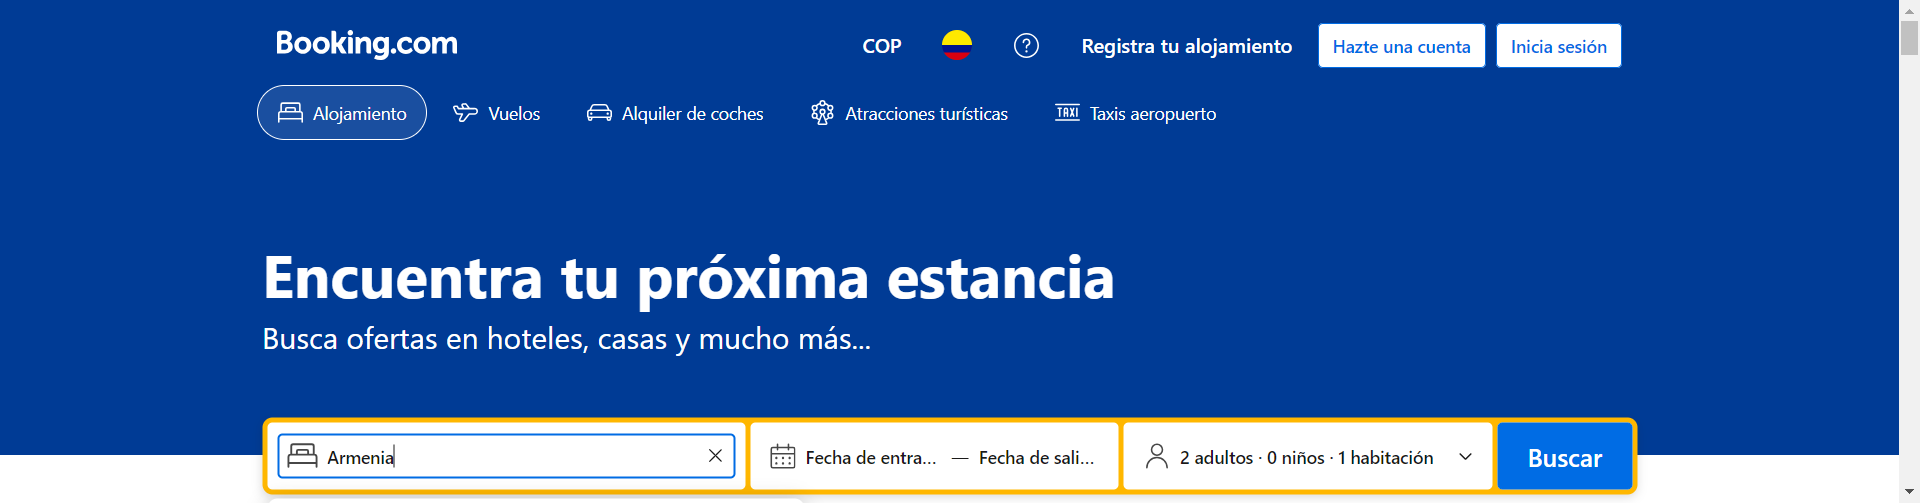 Booking.com
COP
Registra tu alojamiento
Hazte una cuenta
Inicia sesión
Alojamiento
Vuelos
Alquiler de coches
Atracciones turísticas
TAXI
Taxis aeropuerto
Encuentra tu próxima estancia
Busca ofertas en hoteles, casas y mucho más...
Armenia
Fecha de entra... — Fecha de sali...
2 adultos · 0 niños · 1 habitación
Buscar